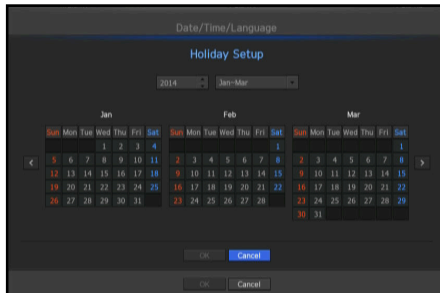 Date/Time/Language
Holiday Setup
2014 Jan-Mar
Jan Feb Mar
Sun Mon Tue Wed Thu Fri Sat Sun Mon Tue Wed Thu Fri Sat Sun Mon Tue Wed Thu Fri Sat
1 2 3 4 1 1
5 6 7 8 9 10 11 2 3 4 5 6 7 8 2 3 4 5 6 7 8
12 13 14 15 16 17 18 9 10 11 12 13 14 15 9 10 11 12 13 14 15
19 20 21 22 23 24 25 16 17 18 19 20 21 22 16 17 18 19 20 21 22
26 27 28 29 30 31 23 24 25 26 27 28 23 24 25 26 27 28 29
30 31
OK Cancel
OK Cancel